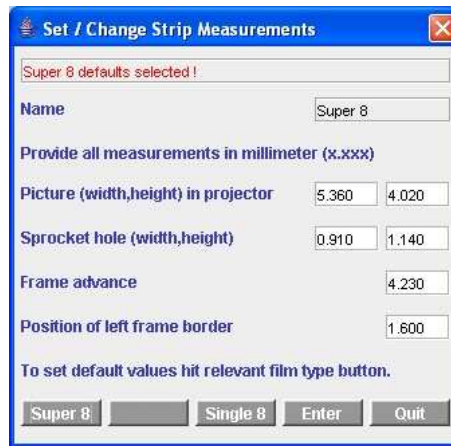 Set / Change Strip Measurements
Super 8 defaults selected !
Name Super 8
Provide all measurements in millimeter (x.xxx)
Picture (width,height) in projector 5.360 4.020
Sprocket hole (width,height) 0.910 1.140
Frame advance 4.230
Position of left frame border 1.600
To set default values hit relevant film type button.
Super 8 Single 8 Enter Quit